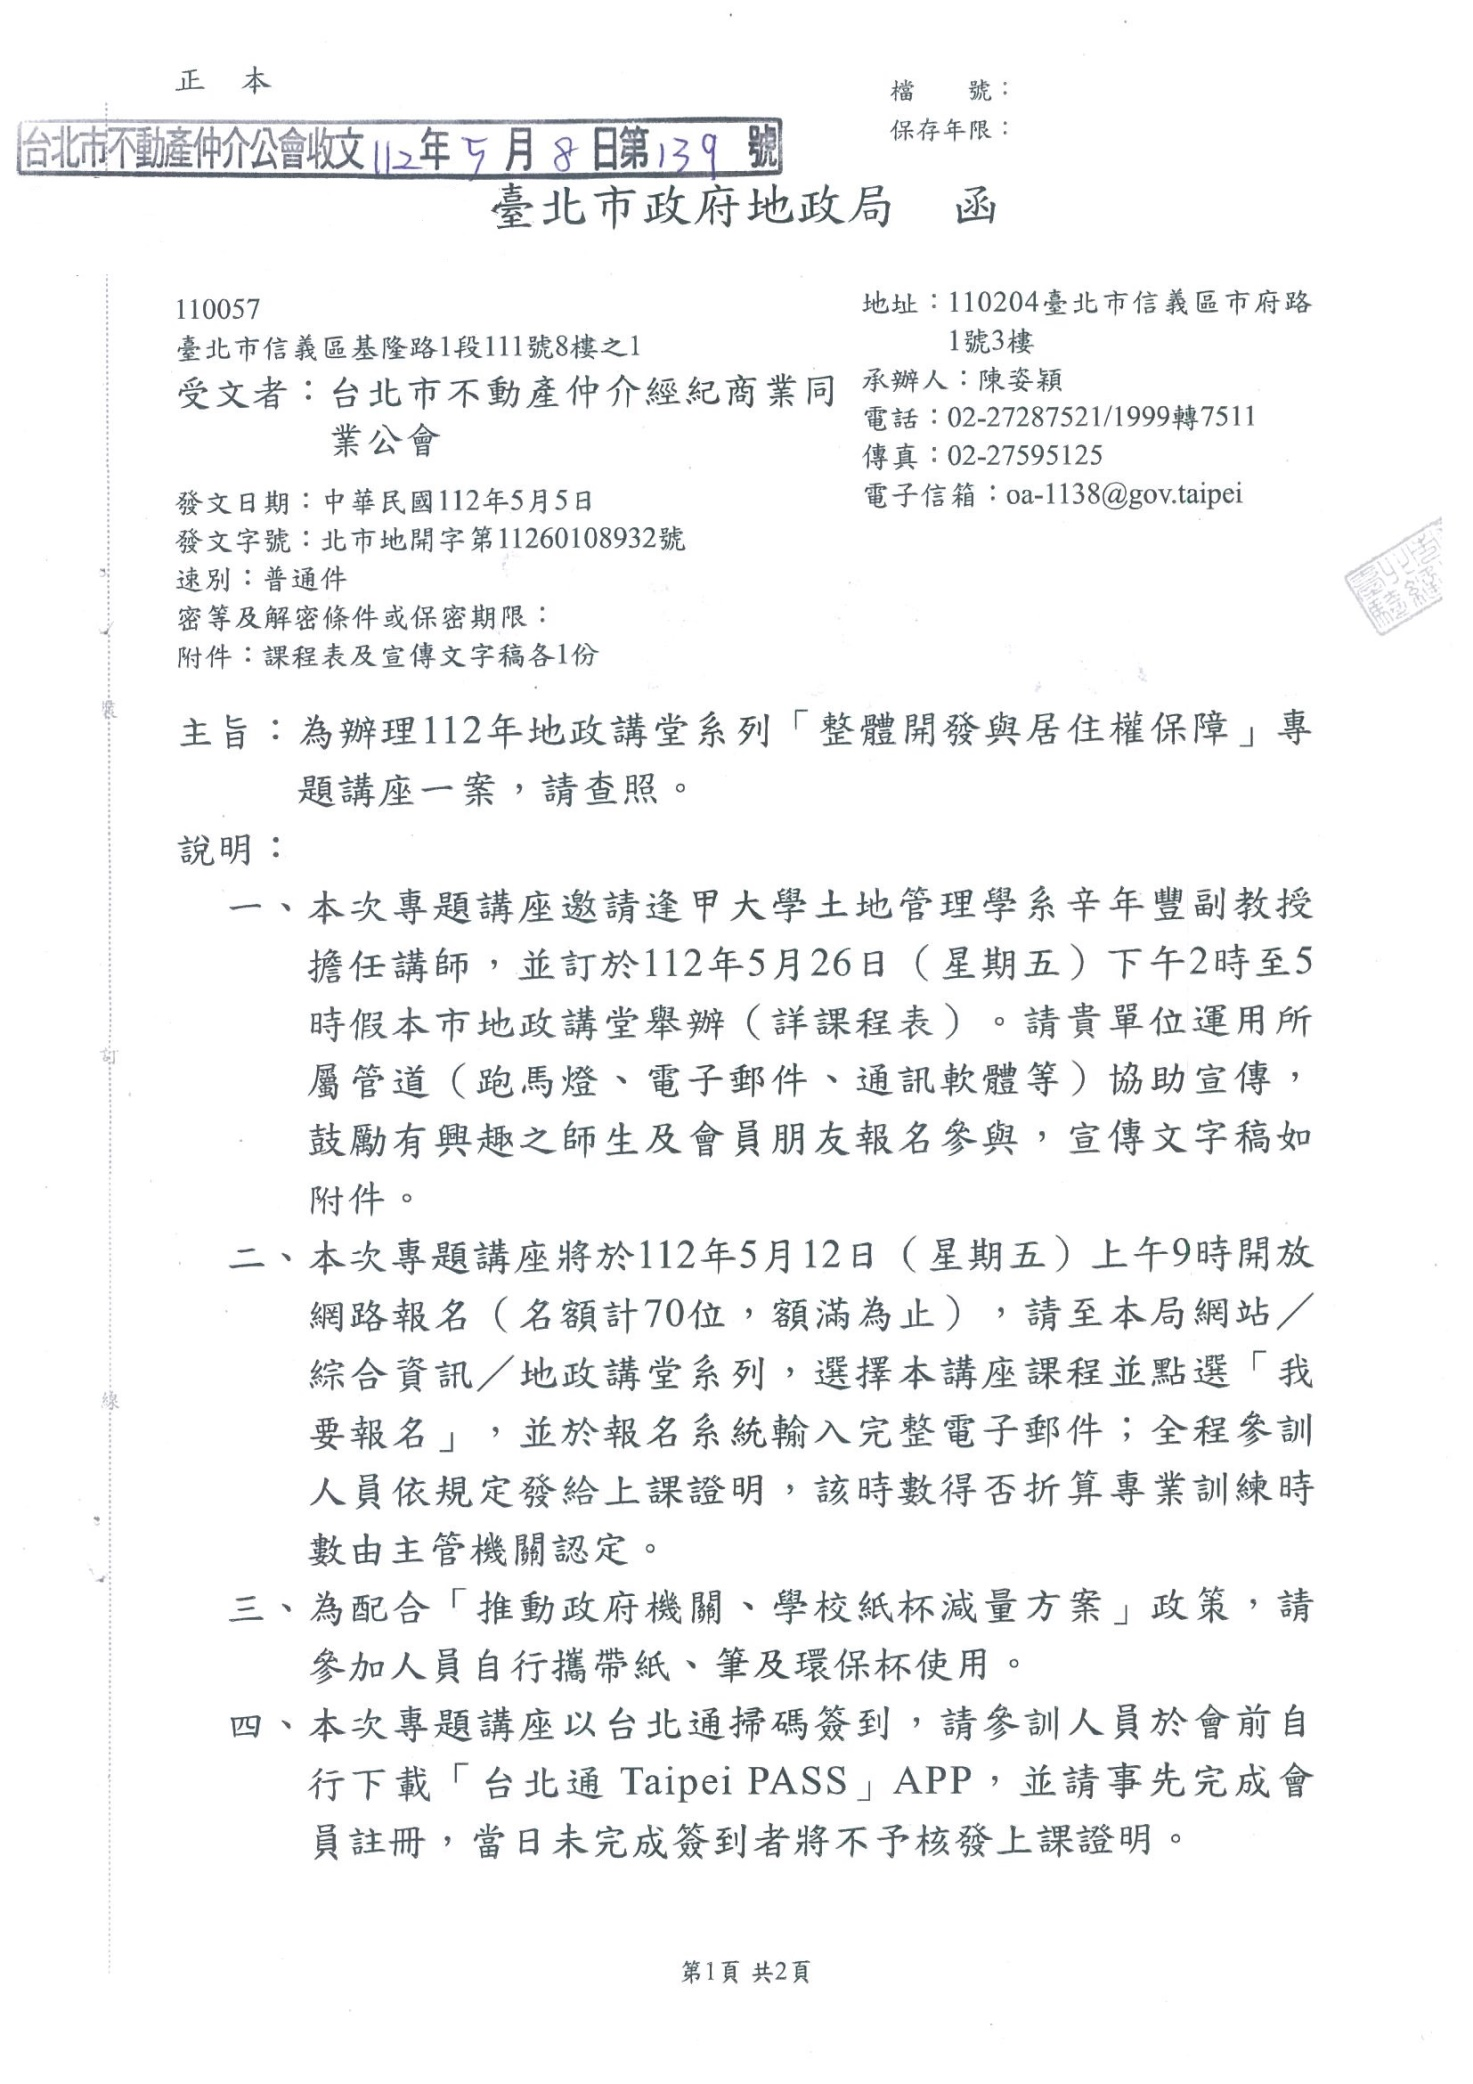 正 本
檔 號：
保存年限：
台北市不動產仲介公會收文112年5月8日第139號
臺北市政府地政局 函
110057
臺北市信義區基隆路1段111號8樓之1
受文者：台北市不動產仲介經紀商業同
業公會
地址：110204臺北市信義區市府路
1號3樓
承辦人：陳姿穎
電話：02-27287521/1999轉7511
傳真：02-27595125
電子信箱：oa-1138@gov.taipei
發文日期：中華民國112年5月5日
發文字號：北市地開字第11260108932號
速別：普通件
密等及解密條件或保密期限：
附件：課程表及宣傳文字稿各1份
主旨：為辦理112年地政講堂系列「整體開發與居住權保障」專
題講座一案，請查照。
說明：
一、本次專題講座邀請逢甲大學土地管理學系辛年豐副教授
擔任講師，並訂於112年5月26日（星期五）下午2時至5
時假本市地政講堂舉辦（詳課程表）。請貴單位運用所
屬管道（跑馬燈、電子郵件、通訊軟體等）協助宣傳，
鼓勵有興趣之師生及會員朋友報名參與，宣傳文字稿如
附件。
二、本次專題講座將於112年5月12日（星期五）上午9時開放
網路報名（名額計70位，額滿為止），請至本局網站／
綜合資訊／地政講堂系列，選擇本講座課程並點選「我
要報名」，並於報名系統輸入完整電子郵件；全程參訓
人員依規定發給上課證明，該時數得否折算專業訓練時
數由主管機關認定。
三、為配合「推動政府機關、學校紙杯減量方案」政策，請
參加人員自行攜帶紙、筆及環保杯使用。
四、本次專題講座以台北通掃碼簽到，請參訓人員於會前自
行下載「台北通 Taipei PASS」APP，並請事先完成會
員註冊，當日未完成簽到者將不予核發上課證明。
裝
訂
線
第1頁 共2頁